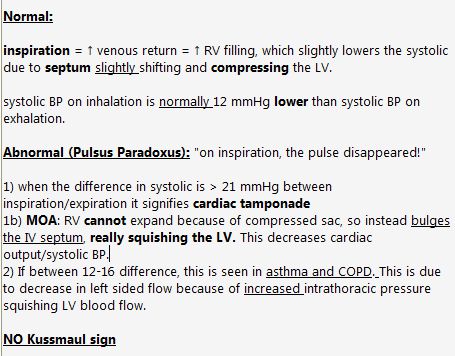 Normal:
inspiration = ↑ venous return = ↑ RV filling, which slightly lowers the systolic
due to septum slightly shifting and compressing the LV.
systolic BP on inhalation is normally 12 mmHg lower than systolic BP on
exhalation.
Abnormal (Pulsus Paradoxus): "on inspiration, the pulse disappeared!"
1) when the difference in systolic is > 21 mmHg between
inspiration/expiration it signifies cardiac tamponade
1b) MOA: RV cannot expand because of compressed sac, so instead bulges
the IV septum, really squishing the LV. This decreases cardiac
output/systolic BP.
2) If between 12-16 difference, this is seen in asthma and COPD. This is due
to decrease in left sided flow because of increased intrathoracic pressure
squishing LV blood flow.
NO Kussmaul sign